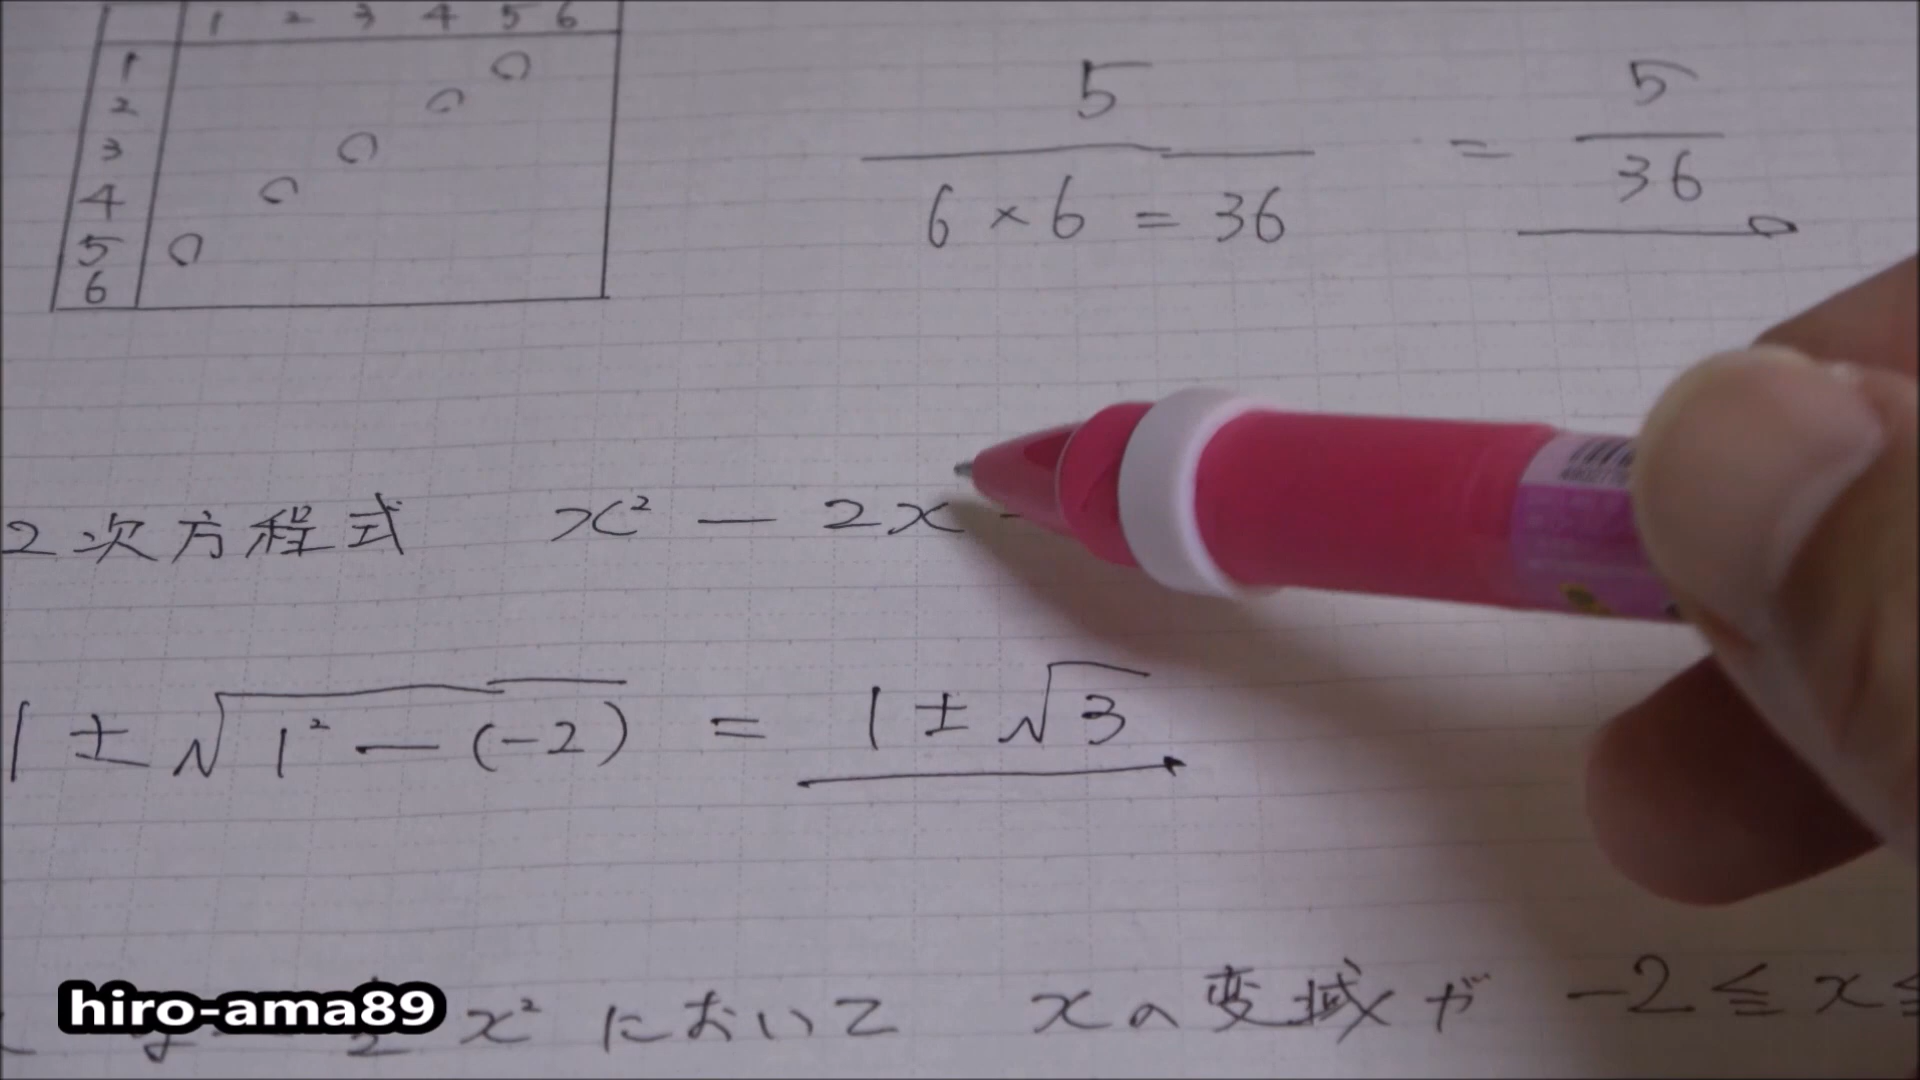 1 2 3 4 5 6
1 ○
2 ○
3 ○
4 ○
5 ○
6
5
6 × 6 = 36
= 5/36
2次方程式 x² − 2x −
1 ± √1² − (−2) = 1 ± √3
x² において xの変域が −2 ≦ x ≦
hiro-ama89